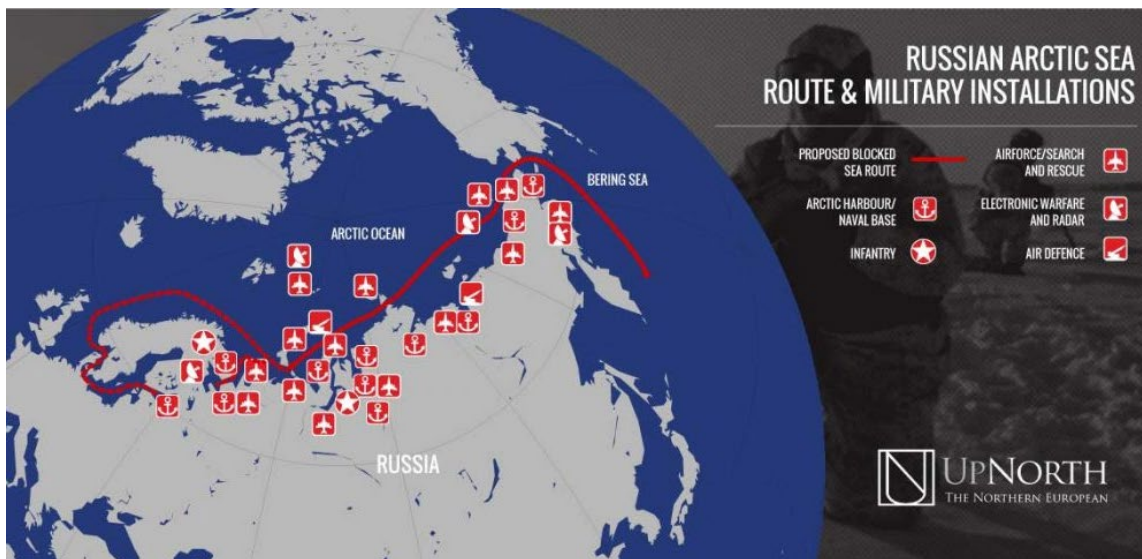 RUSSIAN ARCTIC SEA
ROUTE & MILITARY INSTALLATIONS
PROPOSED BLOCKED
SEA ROUTE
AIRFORCE/SEARCH
AND RESCUE
ARCTIC HARBOUR/
NAVAL BASE
ELECTRONIC WARFARE
AND RADAR
INFANTRY
AIR DEFENCE
BERING SEA
ARCTIC OCEAN
RUSSIA
UPNORTH
THE NORTHERN EUROPEAN